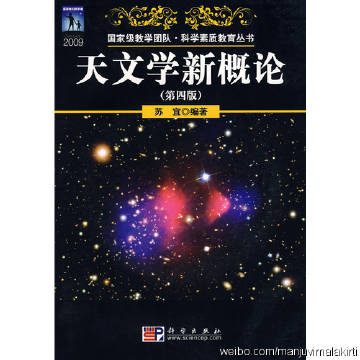 2009
国家级教学团队·科学素质教育丛书
天文学新概论
(第四版)
苏宜◎编著
科学出版社
www.sciencep.com
weibo.com/manjuvimalakirti